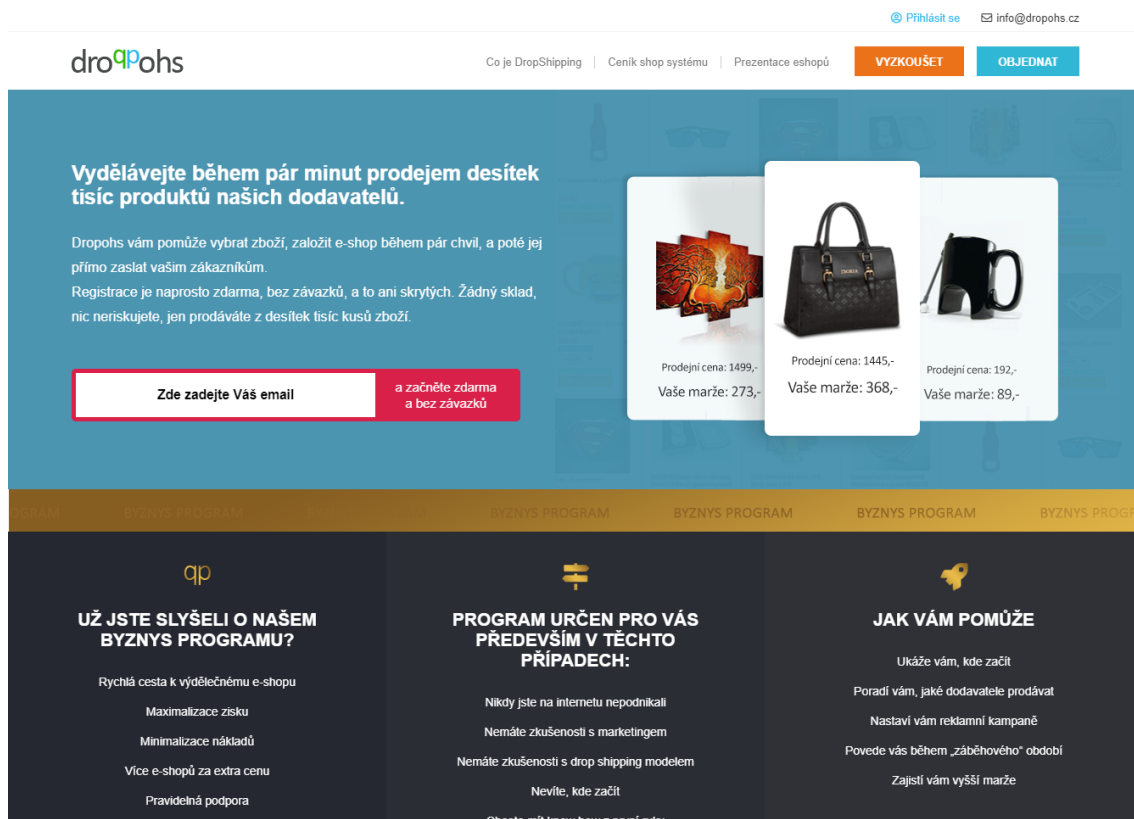 Přihlásit se
info@dropohs.cz
droqpohs
Co je DropShipping
Ceník shop systému
Prezentace eshopů
VYZKOUŠET
OBJEDNAT
Vydělávejte během pár minut prodejem desítek
tisíc produktů našich dodavatelů.
Dropohs vám pomůže vybrat zboží, založit e-shop během pár chvil, a poté jej
přímo zaslat vašim zákazníkům.
Registrace je naprosto zdarma, bez závazků, a to ani skrytých. Žádný sklad,
nic neriskujete, jen prodáváte z desítek tisíc kusů zboží.
Zde zadejte Váš email
a začněte zdarma
a bez závazků
Prodejní cena: 1499,-
Vaše marže: 273,-
Prodejní cena: 1445,-
Vaše marže: 368,-
Prodejní cena: 192,-
Vaše marže: 89,-
BYZNYS PROGRAM
BYZNYS PROGRAM
BYZNYS PROGRAM
BYZNYS PROGRAM
qp
UŽ JSTE SLYŠELI O NAŠEM
BYZNYS PROGRAMU?
Rychlá cesta k výdělečnému e-shopu
Maximalizace zisku
Minimalizace nákladů
Více e-shopů za extra cenu
Pravidelná podpora
PROGRAM URČEN PRO VÁS
PŘEDEVŠÍM V TĚCHTO
PŘÍPADECH:
Nikdy jste na internetu nepodnikali
Nemáte zkušenosti s marketingem
Nemáte zkušenosti s drop shipping modelem
Nevíte, kde začít
JAK VÁM POMŮŽE
Ukáže vám, kde začít
Poradí vám, jaké dodavatele prodávat
Nastaví vám reklamní kampaně
Povede vás během „záběhového“ období
Zajistí vám vyšší marže